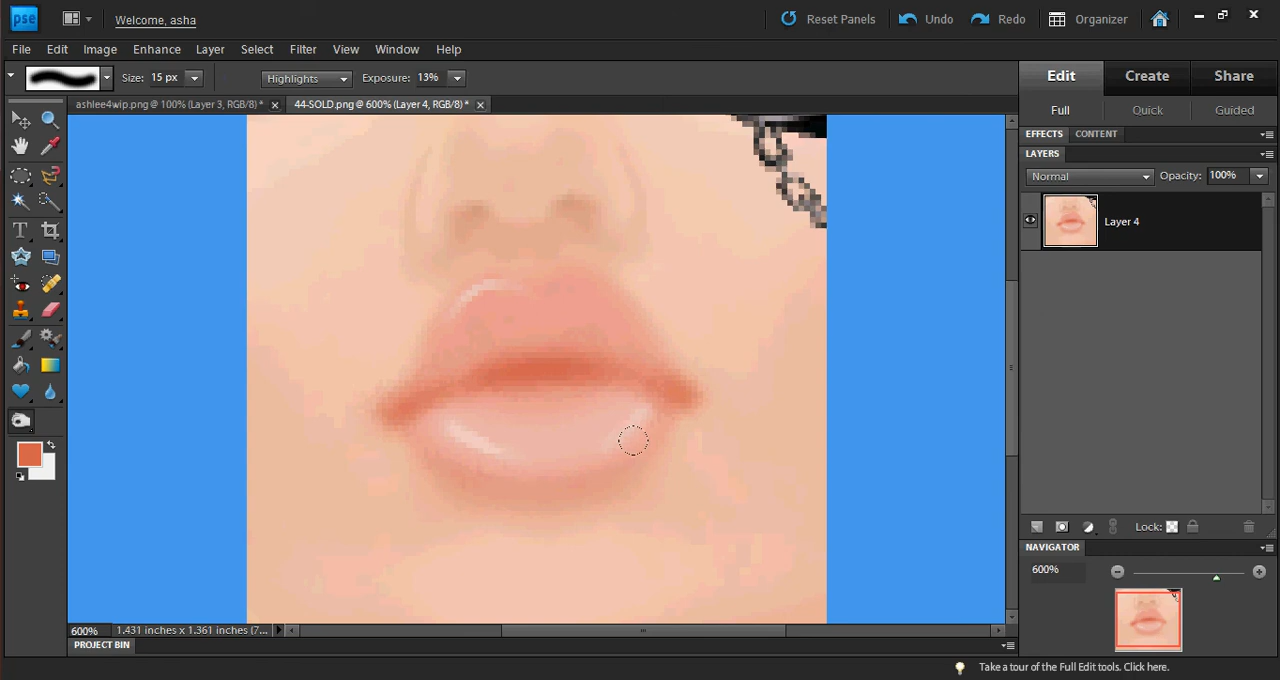 pse Welcome, asha Reset Panels Undo Redo Organizer
File Edit Image Enhance Layer Select Filter View Window Help
Size: 15 px Highlights Exposure: 13%
Edit Create Share
ashlee4wip.png @ 100% (Layer 3, RGB/8) * 44-SOLD.png @ 600% (Layer 4, RGB/8) *
Full Quick Guided
EFFECTS CONTENT
LAYERS
Normal Opacity: 100%
Layer 4
T
Lock:
NAVIGATOR
600%
600% 1.431 inches x 1.361 inches (7...
PROJECT BIN
Take a tour of the Full Edit tools. Click here.